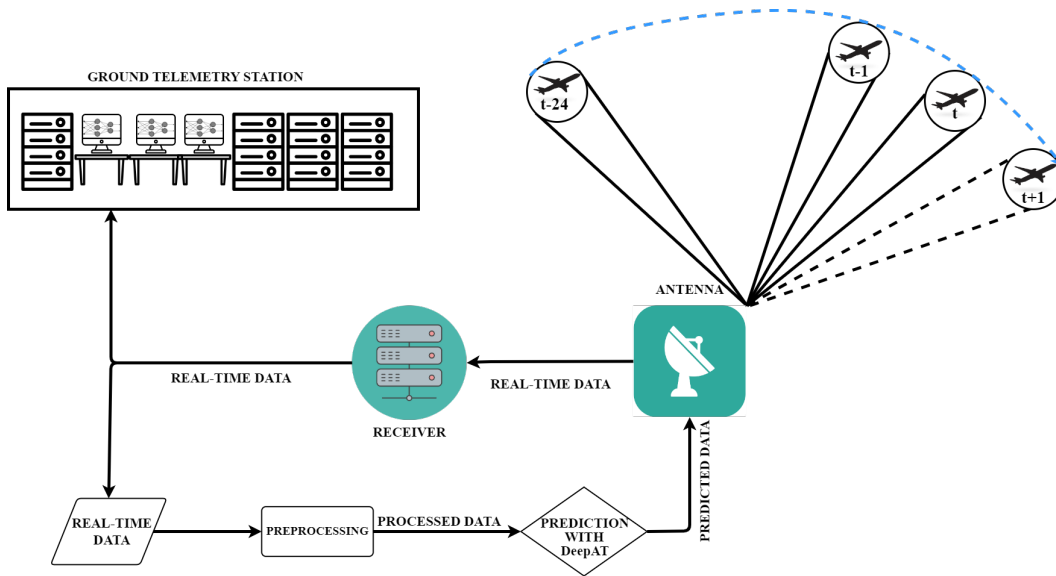 GROUND TELEMETRY STATION
t-24
t-1
t
t+1
ANTENNA
REAL-TIME DATA
REAL-TIME DATA
RECEIVER
REAL-TIME
DATA
PREPROCESSING
PROCESSED DATA
PREDICTION
WITH
DeepAT
PREDICTED DATA